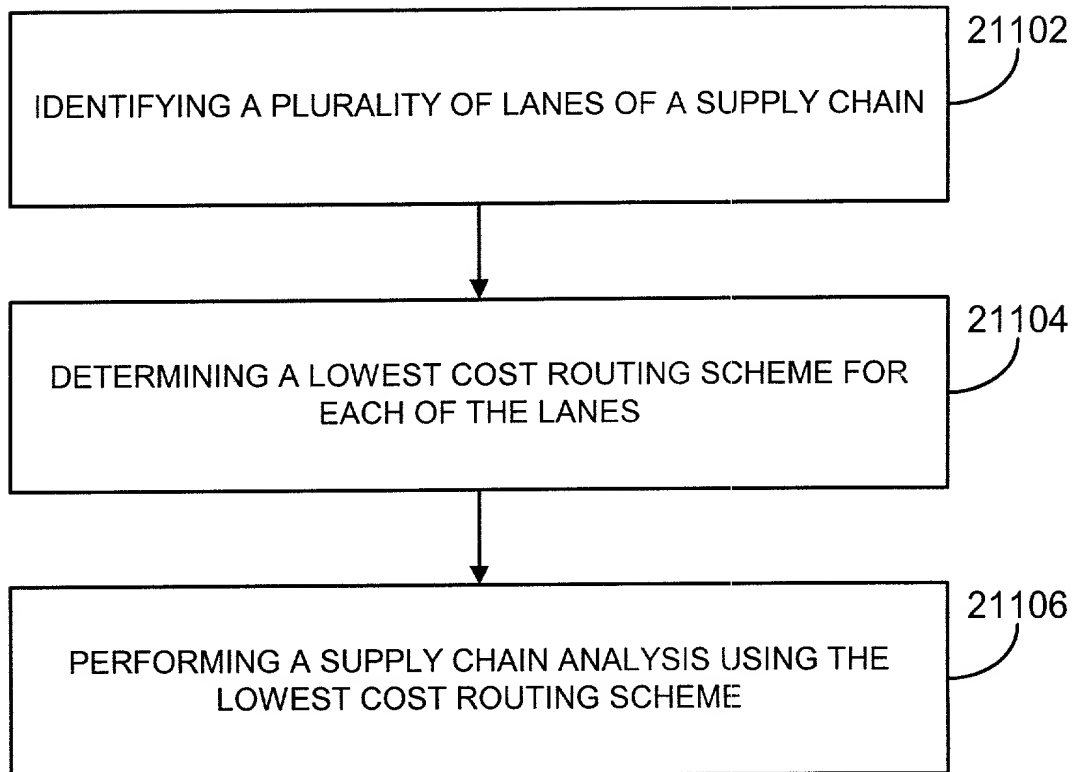 21102
IDENTIFYING A PLURALITY OF LANES OF A SUPPLY CHAIN
21104
DETERMINING A LOWEST COST ROUTING SCHEME FOR
EACH OF THE LANES
21106
PERFORMING A SUPPLY CHAIN ANALYSIS USING THE
LOWEST COST ROUTING SCHEME